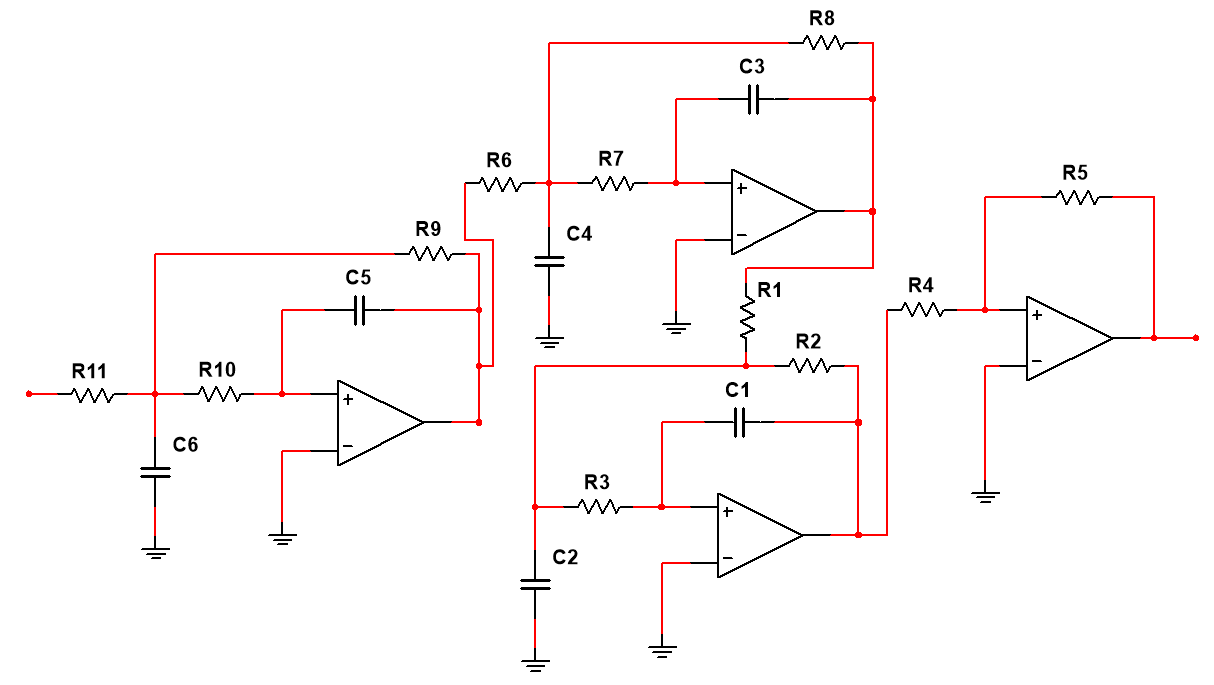 R8
C3
R6
R7
+
−
C4
R9
C5
R1
R5
R4
+
−
R11
R10
+
−
C6
R2
C1
R3
+
−
C2